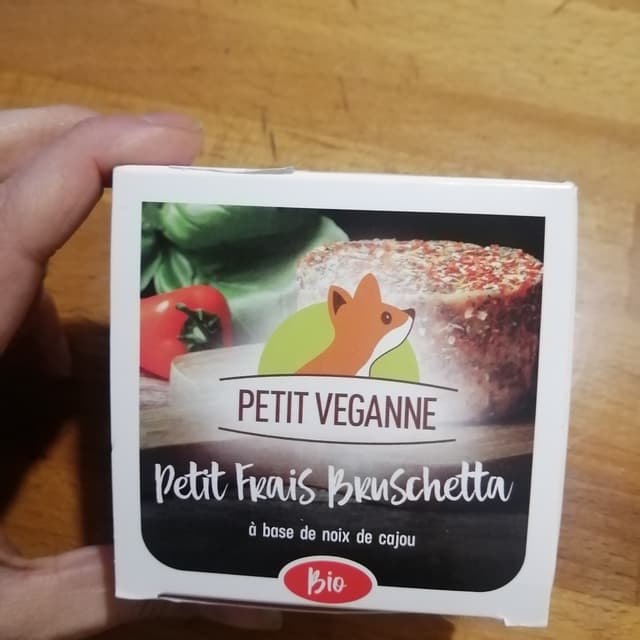 PETIT VEGANNE
Petit Frais Bruschetta
à base de noix de cajou
Bio